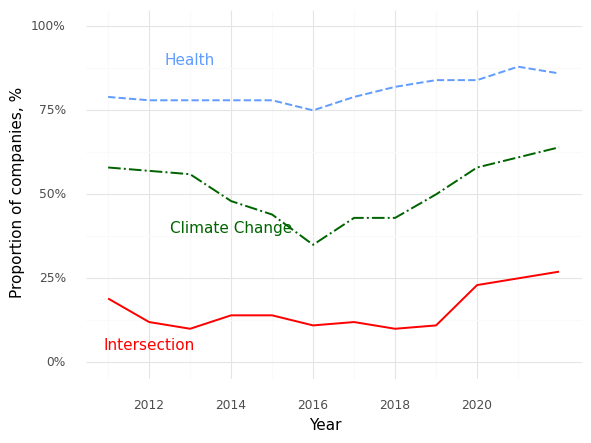 100%
Health
75%
50%
Climate Change
25%
Intersection
0%
2012 2014 2016 2018 2020
Year
Proportion of companies, %